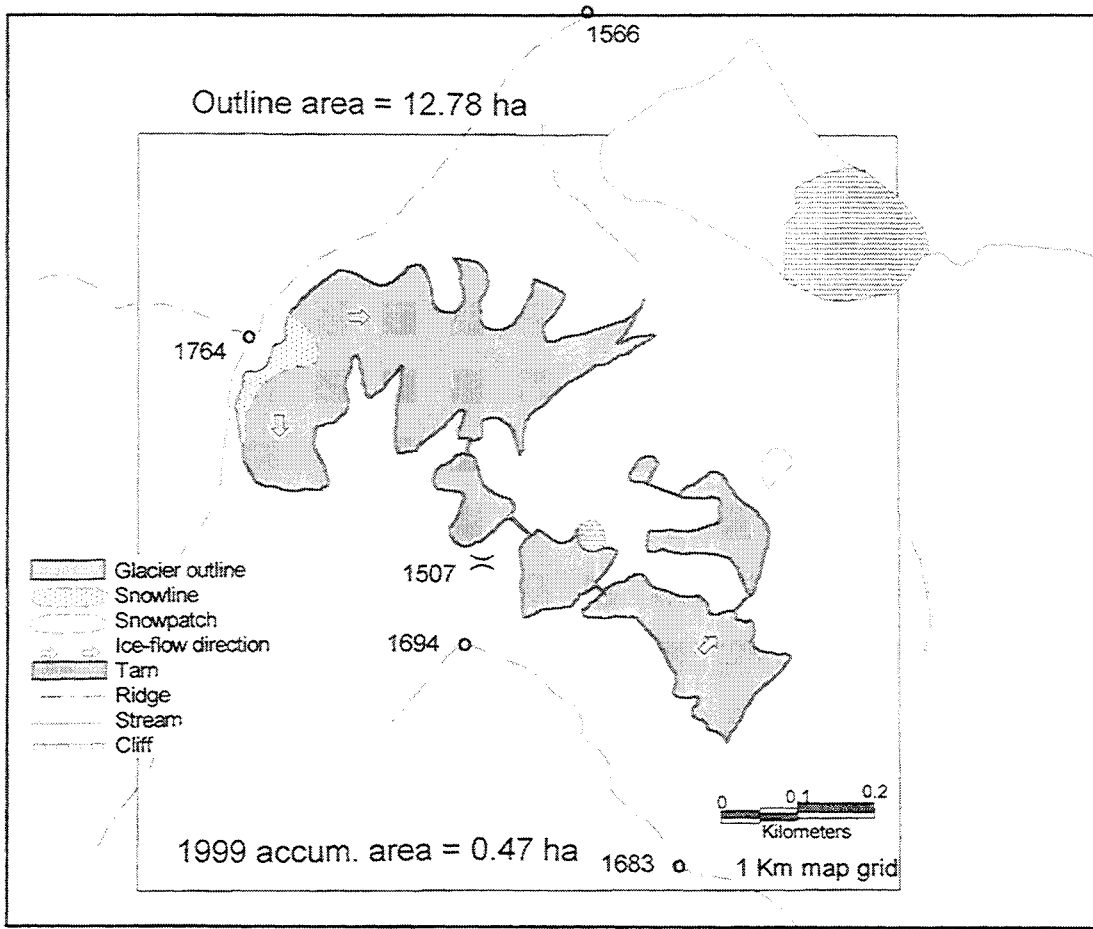 1566
Outline area = 12.78 ha
1764
1507
Glacier outline
Snowline
Snowpatch
Ice-flow direction
Tarn
Ridge
Stream
Cliff
1694
0 0.1 0.2
Kilometers
1999 accum. area = 0.47 ha
1683
1 Km map grid